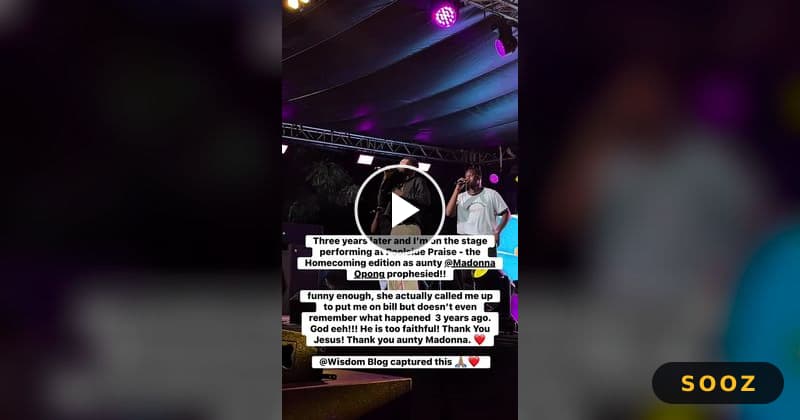 Three years later and I'm on the stage
performing at Poolside Praise - the
Homecoming edition as aunty @Madonna
Opong prophesied!!
funny enough, she actually called me up
to put me on bill but doesn't even
remember what happened 3 years ago.
God eeh!!! He is too faithful! Thank You
Jesus! Thank you aunty Madonna. ❤️
@Wisdom Blog captured this 🙏🏽❤️
SOOZ